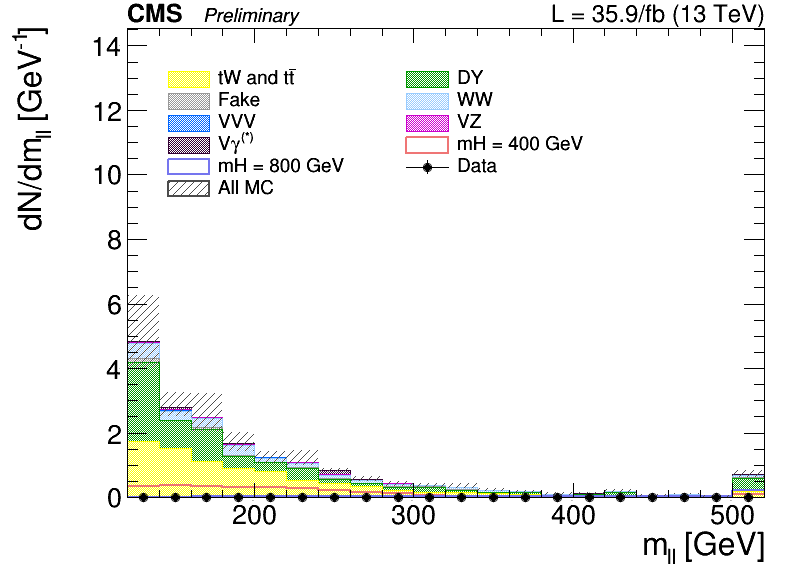 CMS Preliminary L = 35.9/fb (13 TeV)
dN/dm_ll [GeV⁻¹]
14
12
10
8
6
4
2
0
tW and tt̄
Fake
VVV
Vγ⁽*⁾
mH = 800 GeV
All MC
DY
WW
VZ
mH = 400 GeV
Data
200 300 400 500
m_ll [GeV]